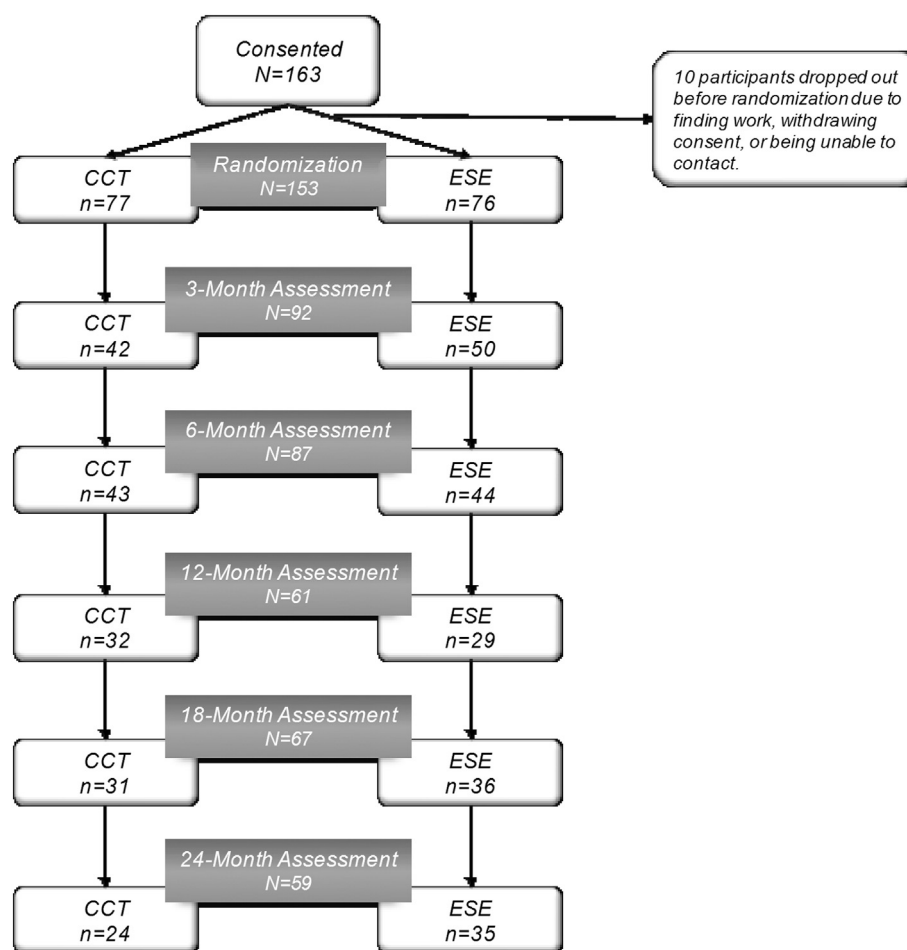 Consented
N=163
10 participants dropped out
before randomization due to
finding work, withdrawing
consent, or being unable to
contact.
Randomization
N=153
CCT
n=77
ESE
n=76
3-Month Assessment
N=92
CCT
n=42
ESE
n=50
6-Month Assessment
N=87
CCT
n=43
ESE
n=44
12-Month Assessment
N=61
CCT
n=32
ESE
n=29
18-Month Assessment
N=67
CCT
n=31
ESE
n=36
24-Month Assessment
N=59
CCT
n=24
ESE
n=35